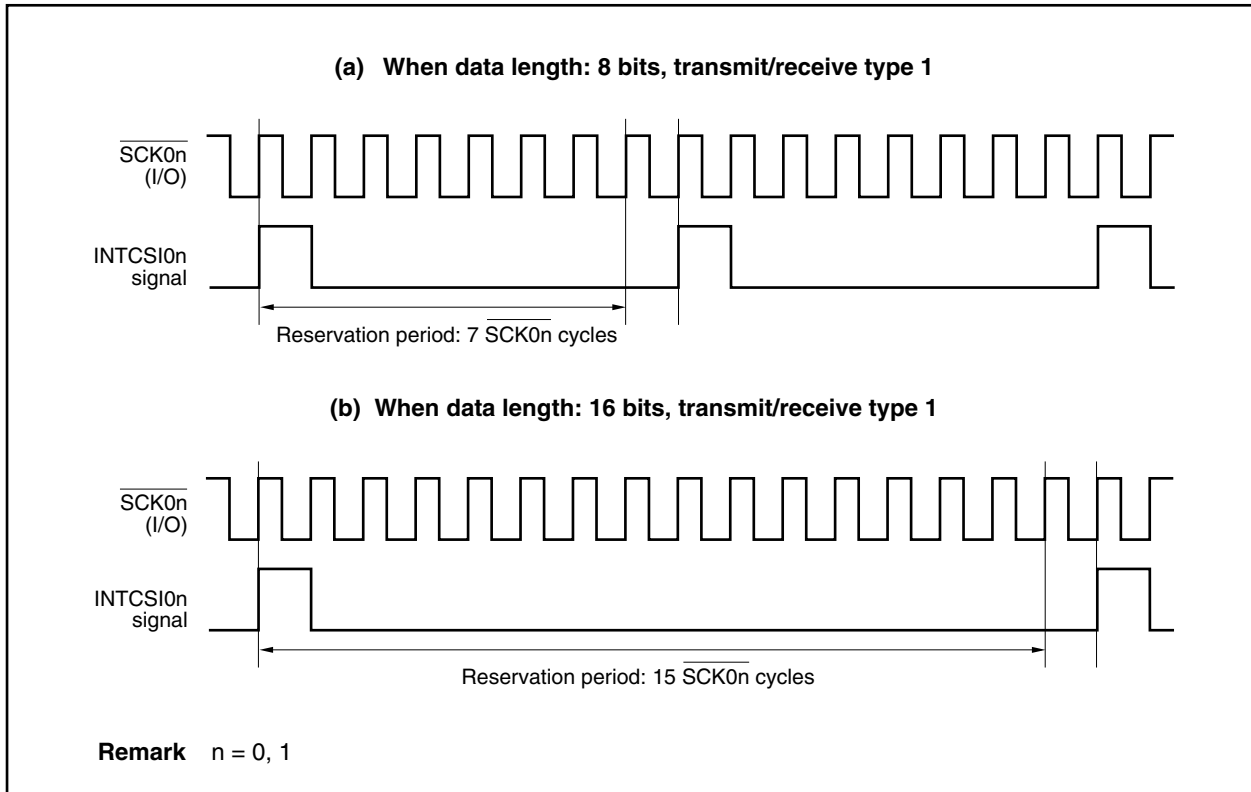 (a) When data length: 8 bits, transmit/receive type 1
SCK0n
(I/O)
INTCSI0n
signal
Reservation period: 7 SCK0n cycles
(b) When data length: 16 bits, transmit/receive type 1
SCK0n
(I/O)
INTCSI0n
signal
Reservation period: 15 SCK0n cycles
Remark n = 0, 1